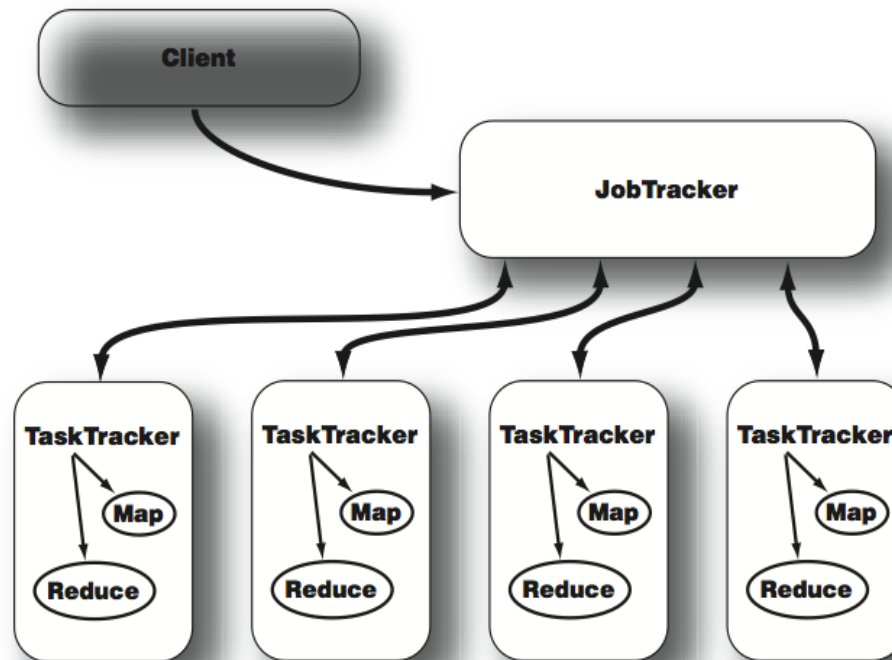 Client
JobTracker
TaskTracker
Map
Reduce
TaskTracker
Map
Reduce
TaskTracker
Map
Reduce
TaskTracker
Map
Reduce